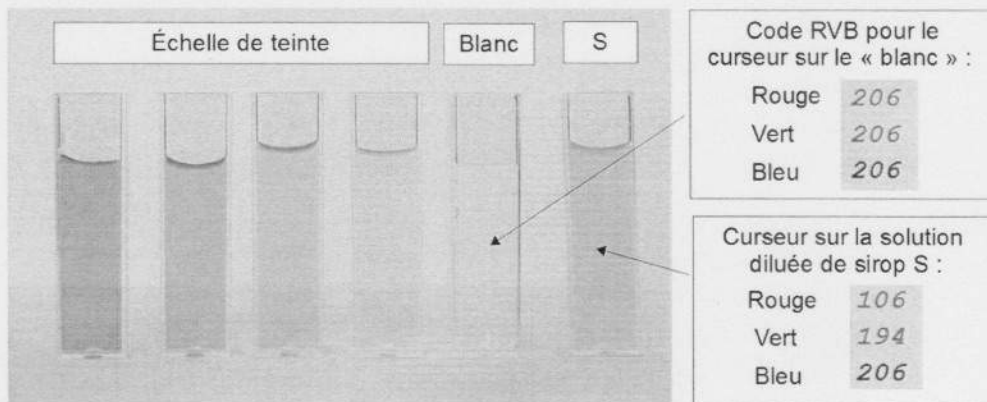 Échelle de teinte
Blanc
S
Code RVB pour le
curseur sur le « blanc » :
Rouge 206
Vert 206
Bleu 206
Curseur sur la solution
diluée de sirop S :
Rouge 106
Vert 194
Bleu 206